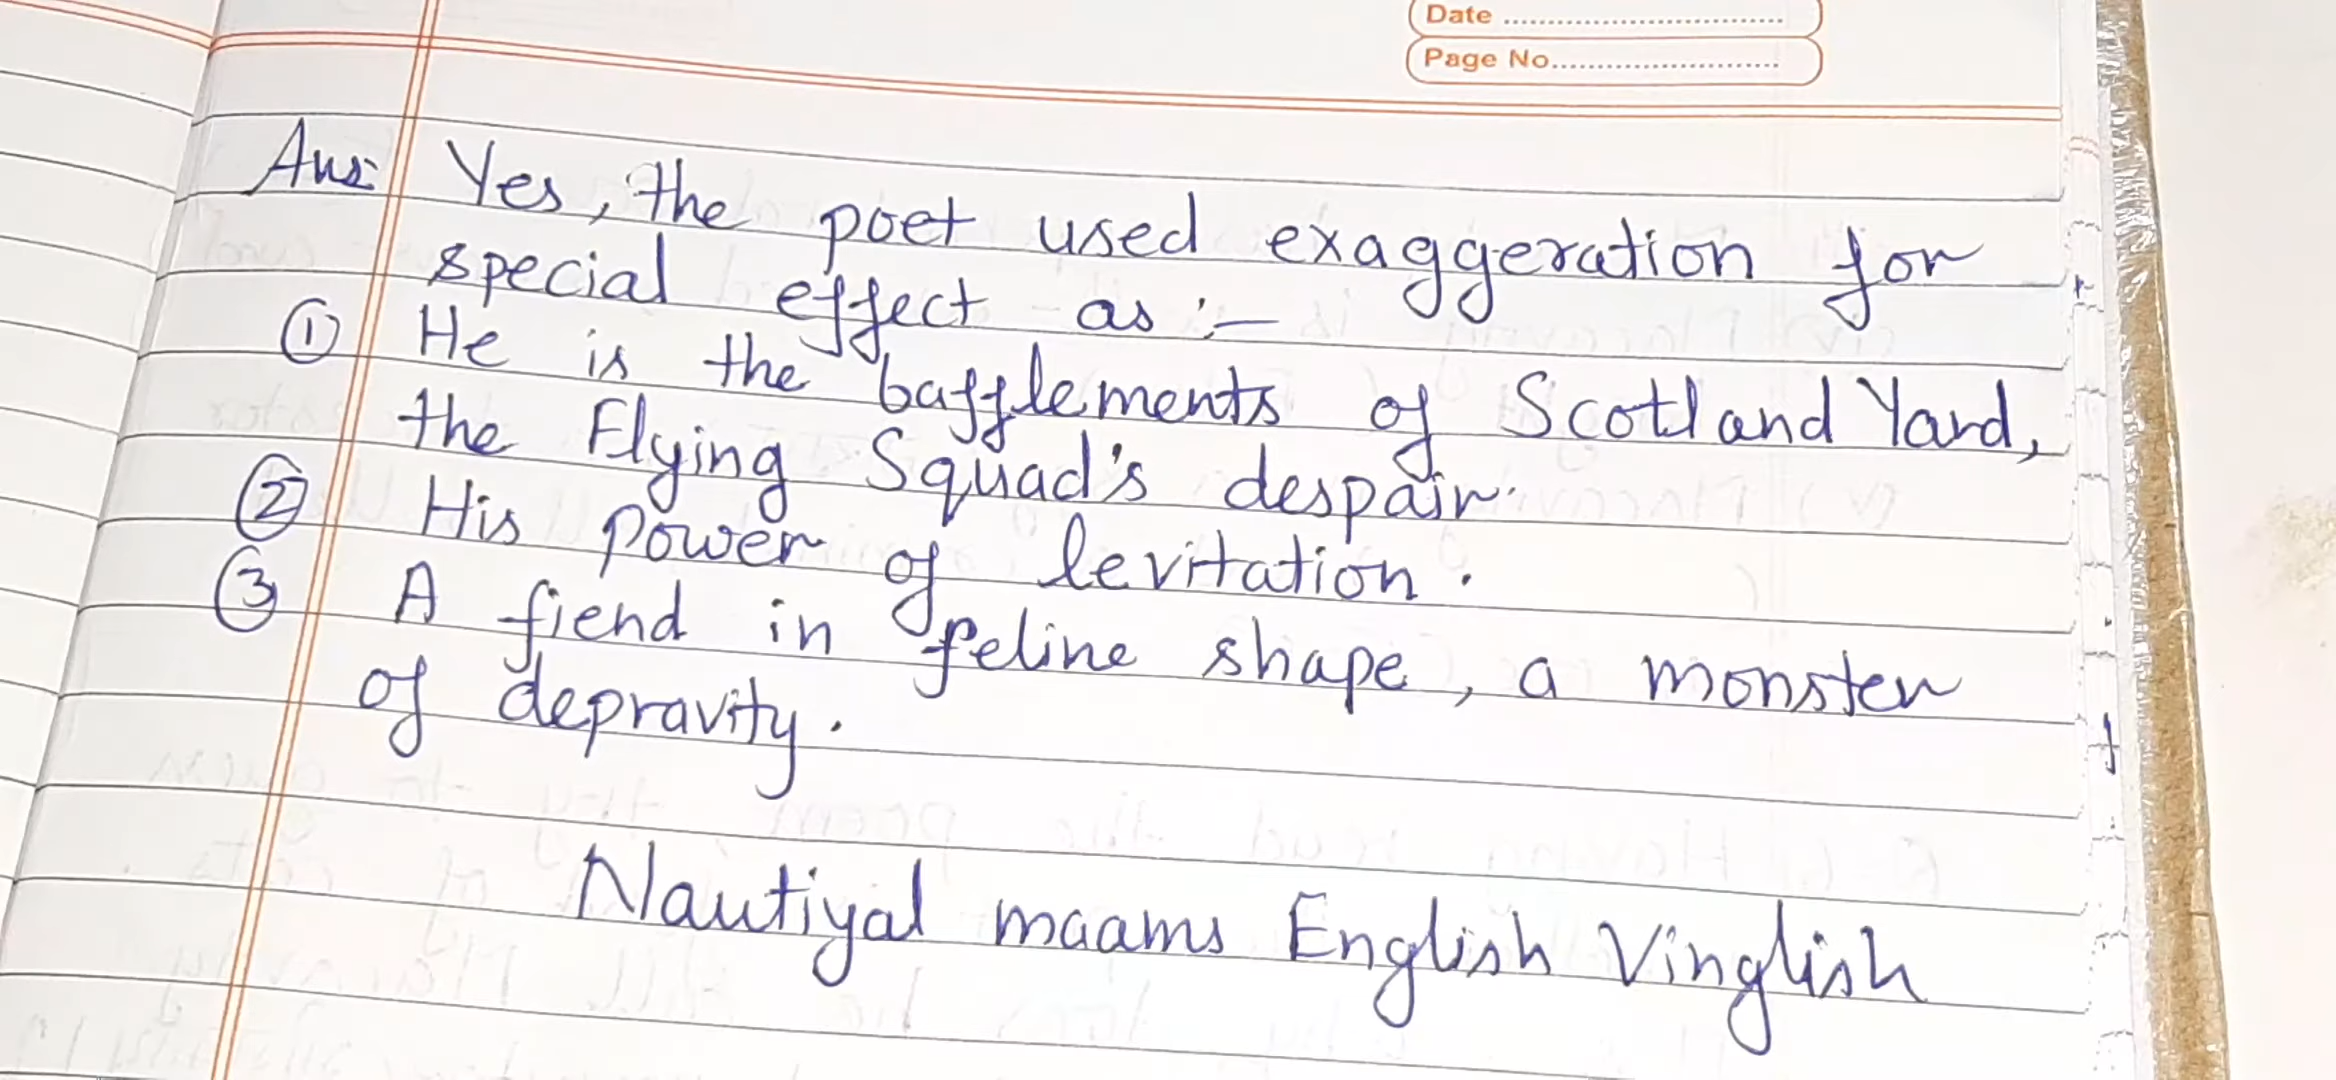 Date
Page No.
Ans: Yes, the poet used exaggeration for
special effect as :-
① He is the bafflements of Scotland Yard,
the Flying Squad's despair.
② His power of levitation.
③ A fiend in feline shape, a monster
of depravity.
Nautiyal maams English Vinglish